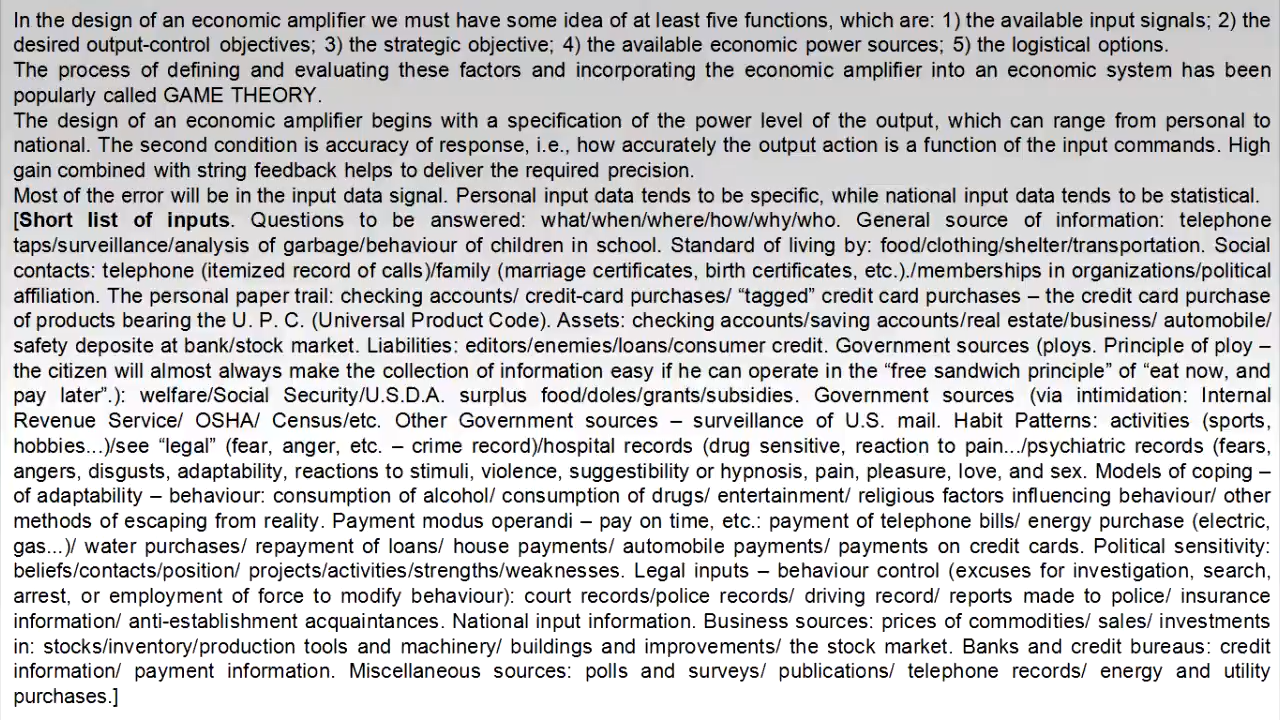 In the design of an economic amplifier we must have some idea of at least five functions, which are: 1) the available input signals; 2) the
desired output-control objectives; 3) the strategic objective; 4) the available economic power sources; 5) the logistical options.
The process of defining and evaluating these factors and incorporating the economic amplifier into an economic system has been
popularly called GAME THEORY.
The design of an economic amplifier begins with a specification of the power level of the output, which can range from personal to
national. The second condition is accuracy of response, i.e., how accurately the output action is a function of the input commands. High
gain combined with string feedback helps to deliver the required precision.
Most of the error will be in the input data signal. Personal input data tends to be specific, while national input data tends to be statistical.
[Short list of inputs. Questions to be answered: what/when/where/how/why/who. General source of information: telephone
taps/surveillance/analysis of garbage/behaviour of children in school. Standard of living by: food/clothing/shelter/transportation. Social
contacts: telephone (itemized record of calls)/family (marriage certificates, birth certificates, etc.)./memberships in organizations/political
affiliation. The personal paper trail: checking accounts/ credit-card purchases/ “tagged” credit card purchases – the credit card purchase
of products bearing the U. P. C. (Universal Product Code). Assets: checking accounts/saving accounts/real estate/business/ automobile/
safety deposite at bank/stock market. Liabilities: editors/enemies/loans/consumer credit. Government sources (ploys. Principle of ploy –
the citizen will almost always make the collection of information easy if he can operate in the “free sandwich principle” of “eat now, and
pay later”.): welfare/Social Security/U.S.D.A. surplus food/doles/grants/subsidies. Government sources (via intimidation: Internal
Revenue Service/ OSHA/ Census/etc. Other Government sources – surveillance of U.S. mail. Habit Patterns: activities (sports,
hobbies...)/see “legal” (fear, anger, etc. – crime record)/hospital records (drug sensitive, reaction to pain.../psychiatric records (fears,
angers, disgusts, adaptability, reactions to stimuli, violence, suggestibility or hypnosis, pain, pleasure, love, and sex. Models of coping –
of adaptability – behaviour: consumption of alcohol/ consumption of drugs/ entertainment/ religious factors influencing behaviour/ other
methods of escaping from reality. Payment modus operandi – pay on time, etc.: payment of telephone bills/ energy purchase (electric,
gas...)/ water purchases/ repayment of loans/ house payments/ automobile payments/ payments on credit cards. Political sensitivity:
beliefs/contacts/position/ projects/activities/strengths/weaknesses. Legal inputs – behaviour control (excuses for investigation, search,
arrest, or employment of force to modify behaviour): court records/police records/ driving record/ reports made to police/ insurance
information/ anti-establishment acquaintances. National input information. Business sources: prices of commodities/ sales/ investments
in: stocks/inventory/production tools and machinery/ buildings and improvements/ the stock market. Banks and credit bureaus: credit
information/ payment information. Miscellaneous sources: polls and surveys/ publications/ telephone records/ energy and utility
purchases.]